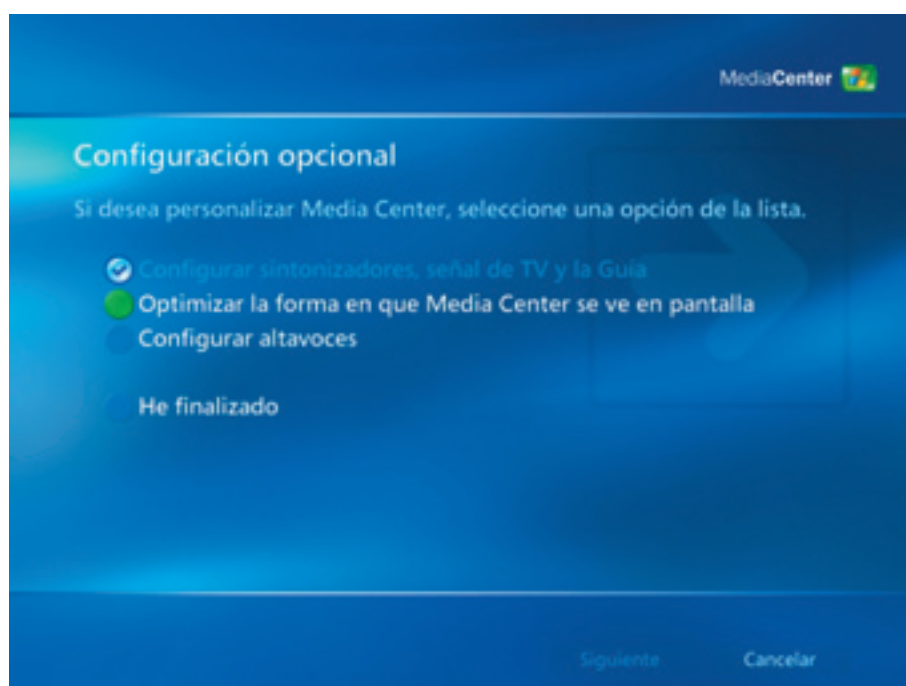 MediaCenter
Configuración opcional
Si desea personalizar Media Center, seleccione una opción de la lista.
Configurar sintonizadores, señal de TV y la Guía
Optimizar la forma en que Media Center se ve en pantalla
Configurar altavoces
He finalizado
Siguiente
Cancelar